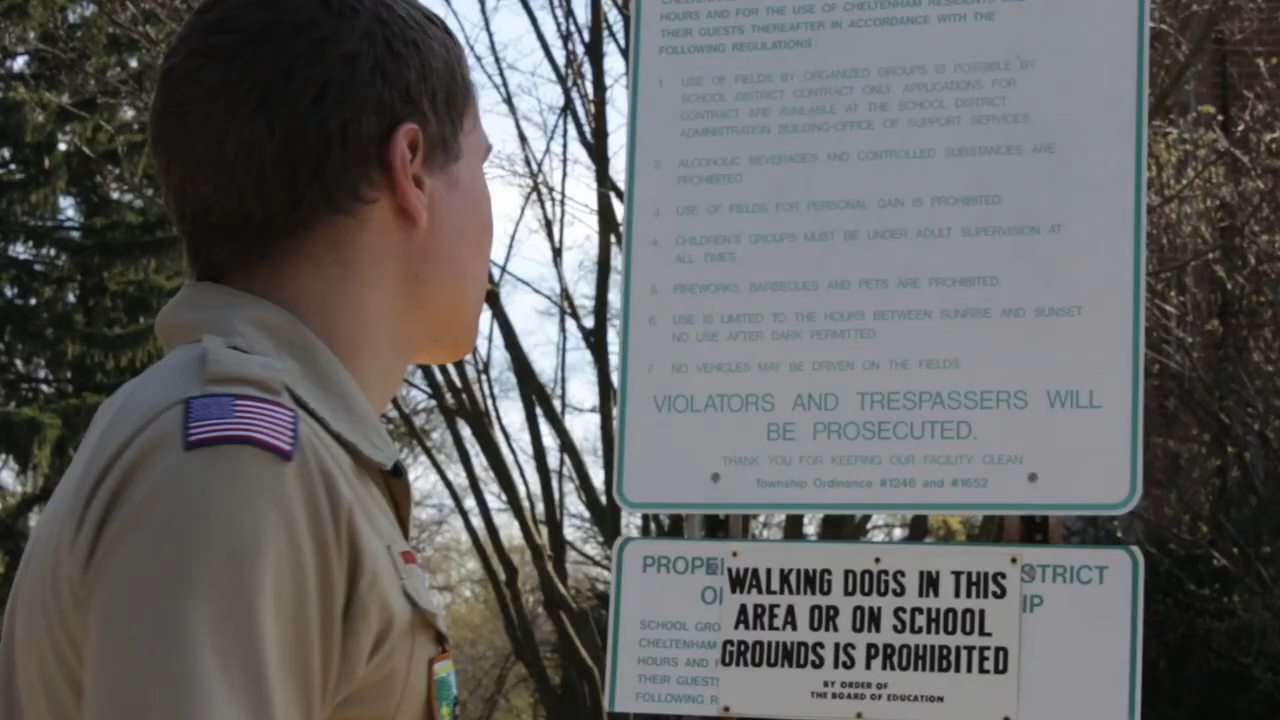 HOURS AND FOR THE USE OF CHELTENHAM RESIDENTS AND
THEIR GUESTS THEREAFTER IN ACCORDANCE WITH THE
FOLLOWING REGULATIONS:
1. USE OF FIELDS BY ORGANIZED GROUPS IS POSSIBLE BY
SCHOOL DISTRICT CONTRACT ONLY. APPLICATIONS FOR
CONTRACT ARE AVAILABLE AT THE SCHOOL DISTRICT
ADMINISTRATION BUILDING-OFFICE OF SUPPORT SERVICES.
2. ALCOHOLIC BEVERAGES AND CONTROLLED SUBSTANCES ARE
PROHIBITED
3. USE OF FIELDS FOR PERSONAL GAIN IS PROHIBITED
4. CHILDREN'S GROUPS MUST BE UNDER ADULT SUPERVISION AT
ALL TIMES.
5. FIREWORKS, BARBECUES AND PETS ARE PROHIBITED.
6. USE IS LIMITED TO THE HOURS BETWEEN SUNRISE AND SUNSET
NO USE AFTER DARK PERMITTED.
7. NO VEHICLES MAY BE DRIVEN ON THE FIELDS.
VIOLATORS AND TRESPASSERS WILL
BE PROSECUTED.
THANK YOU FOR KEEPING OUR FACILITY CLEAN.
Township Ordinance #1246 and #1652
PROPE STRICT
O IP
SCHOOL GRO
CHELTENHAM
HOURS AND F
THEIR GUESTS
FOLLOWING R
WALKING DOGS IN THIS
AREA OR ON SCHOOL
GROUNDS IS PROHIBITED
BY ORDER OF
THE BOARD OF EDUCATION